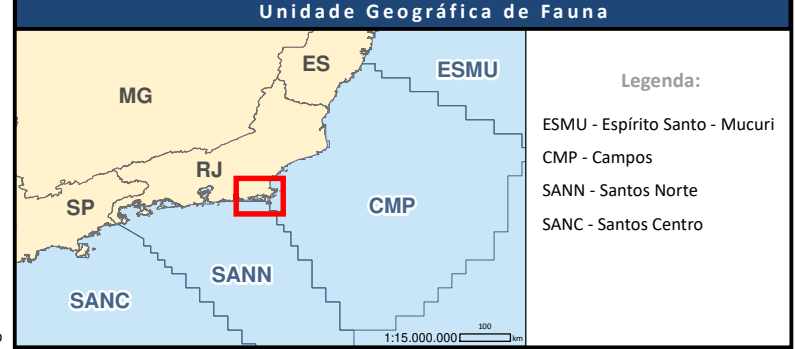 Unidade Geográfica de Fauna
ES
ESMU
MG
RJ
SP
CMP
SANN
SANC
100
1:15.000.000
km
Legenda:
ESMU - Espírito Santo - Mucuri
CMP - Campos
SANN - Santos Norte
SANC - Santos Centro